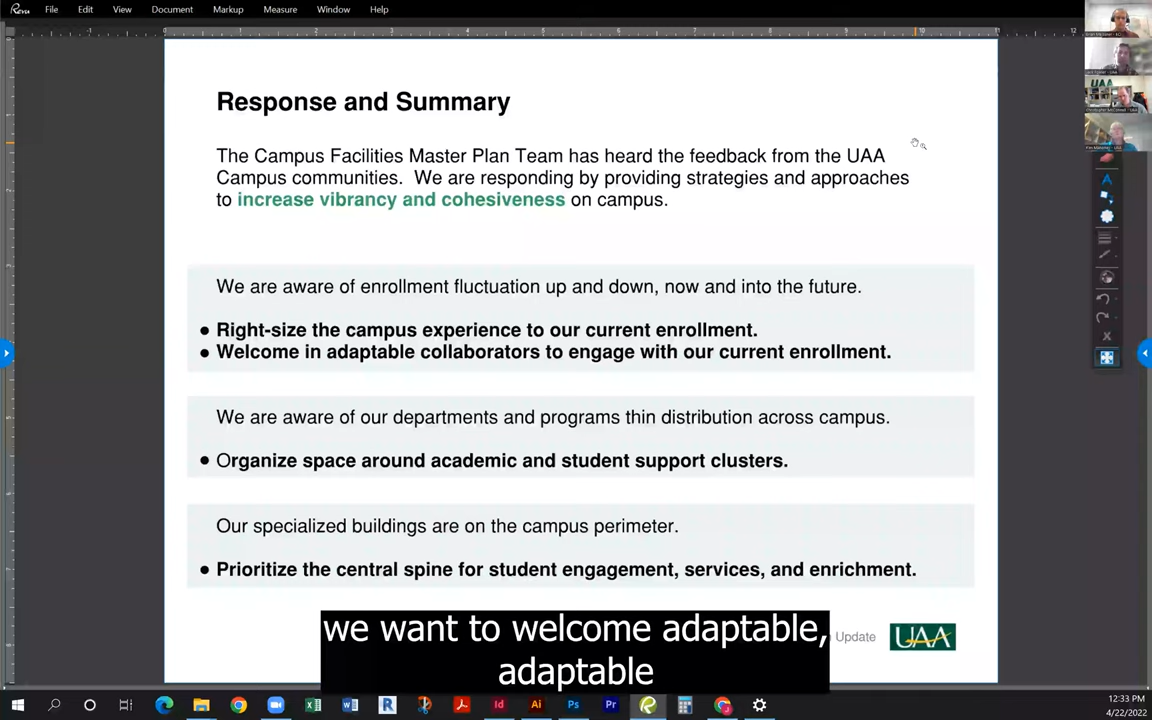 Revu File Edit View Document Markup Measure Window Help
Response and Summary
The Campus Facilities Master Plan Team has heard the feedback from the UAA
Campus communities. We are responding by providing strategies and approaches
to increase vibrancy and cohesiveness on campus.
We are aware of enrollment fluctuation up and down, now and into the future.
● Right-size the campus experience to our current enrollment.
● Welcome in adaptable collaborators to engage with our current enrollment.
We are aware of our departments and programs thin distribution across campus.
● Organize space around academic and student support clusters.
Our specialized buildings are on the campus perimeter.
● Prioritize the central spine for student engagement, services, and enrichment.
Update UAA
we want to welcome adaptable,
adaptable
12:33 PM
4/22/2022